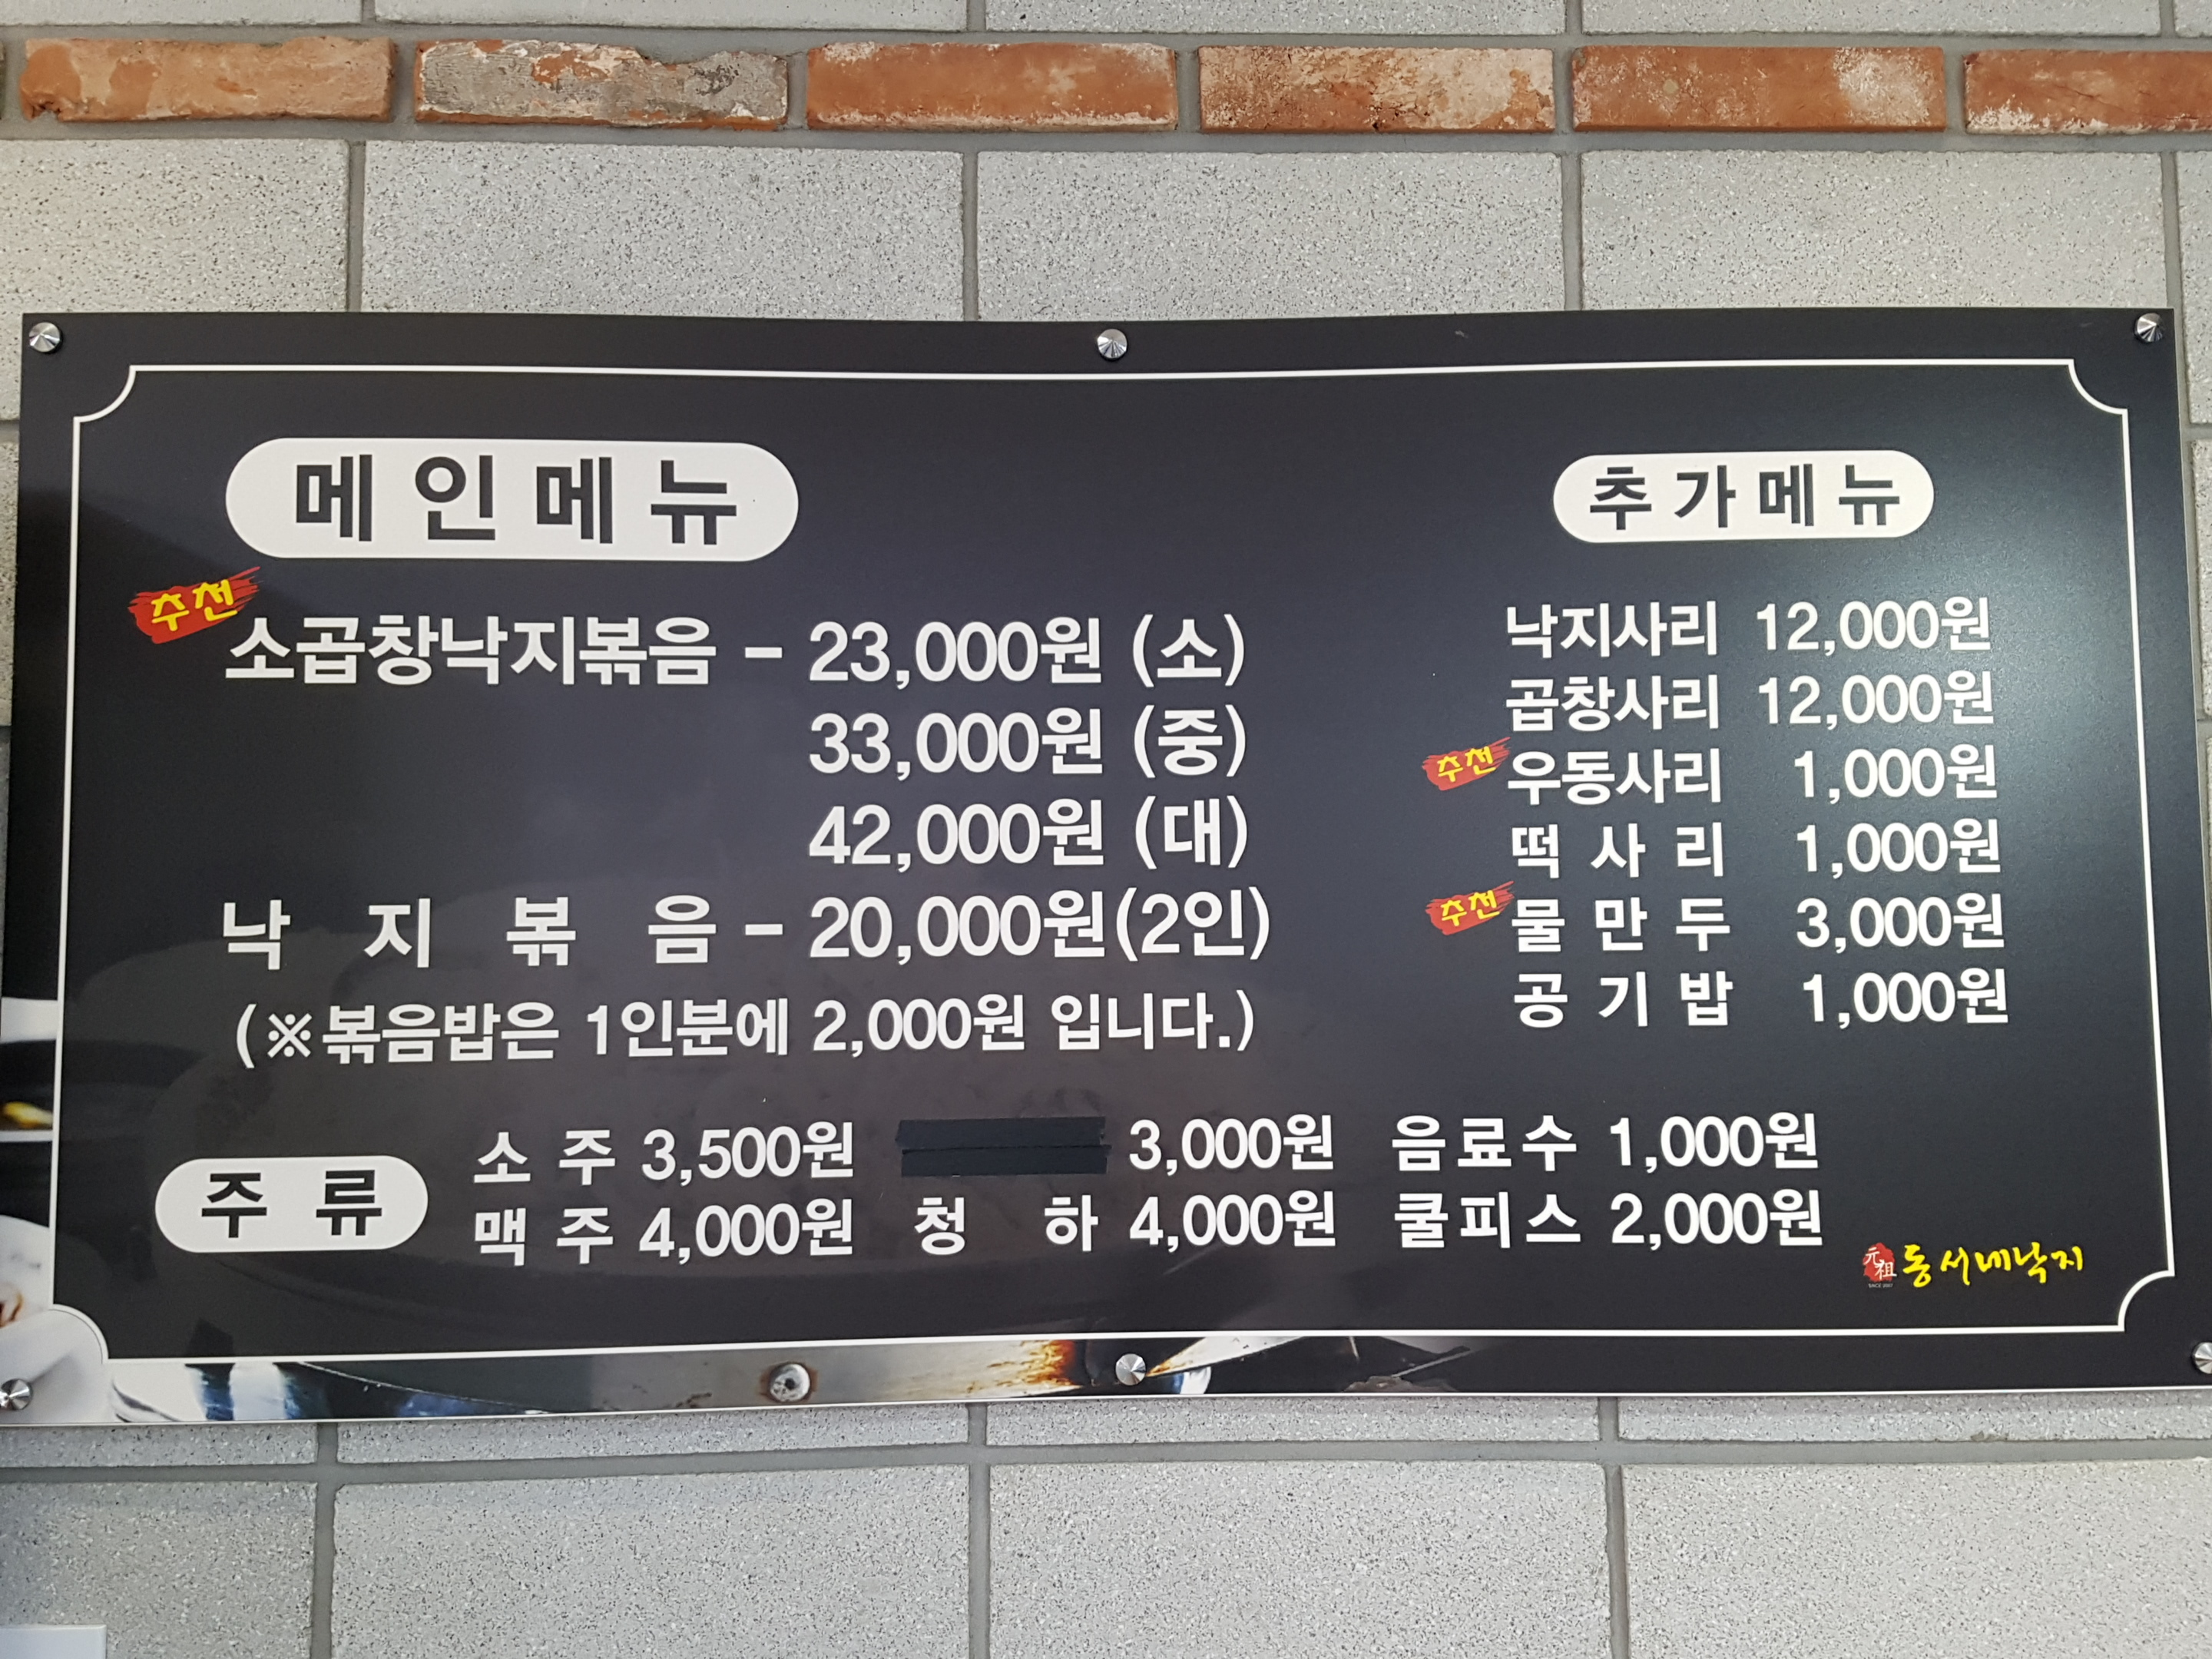 메인메뉴
추천
소곱창낙지볶음 - 23,000원 (소)
33,000원 (중)
42,000원 (대)
낙 지 볶 음 - 20,000원(2인)
(※볶음밥은 1인분에 2,000원 입니다.)
추가메뉴
낙지사리 12,000원
곱창사리 12,000원
추천 우동사리 1,000원
떡 사 리 1,000원
추천 물 만 두 3,000원
공 기 밥 1,000원
주 류
소 주 3,500원 3,000원 음료수 1,000원
맥 주 4,000원 청 하 4,000원 쿨피스 2,000원
元祖 동서네낙지